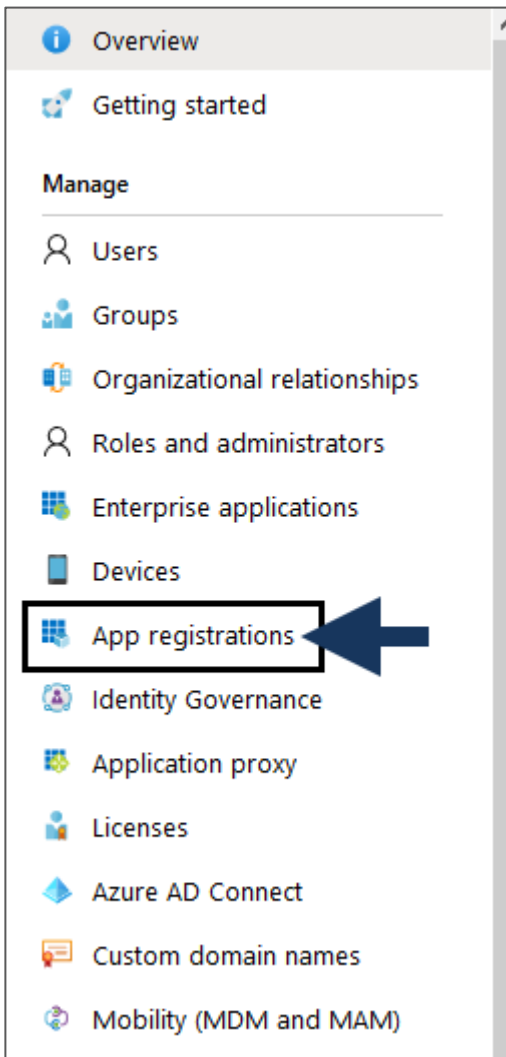 Overview
Getting started
Manage
Users
Groups
Organizational relationships
Roles and administrators
Enterprise applications
Devices
App registrations
Identity Governance
Application proxy
Licenses
Azure AD Connect
Custom domain names
Mobility (MDM and MAM)